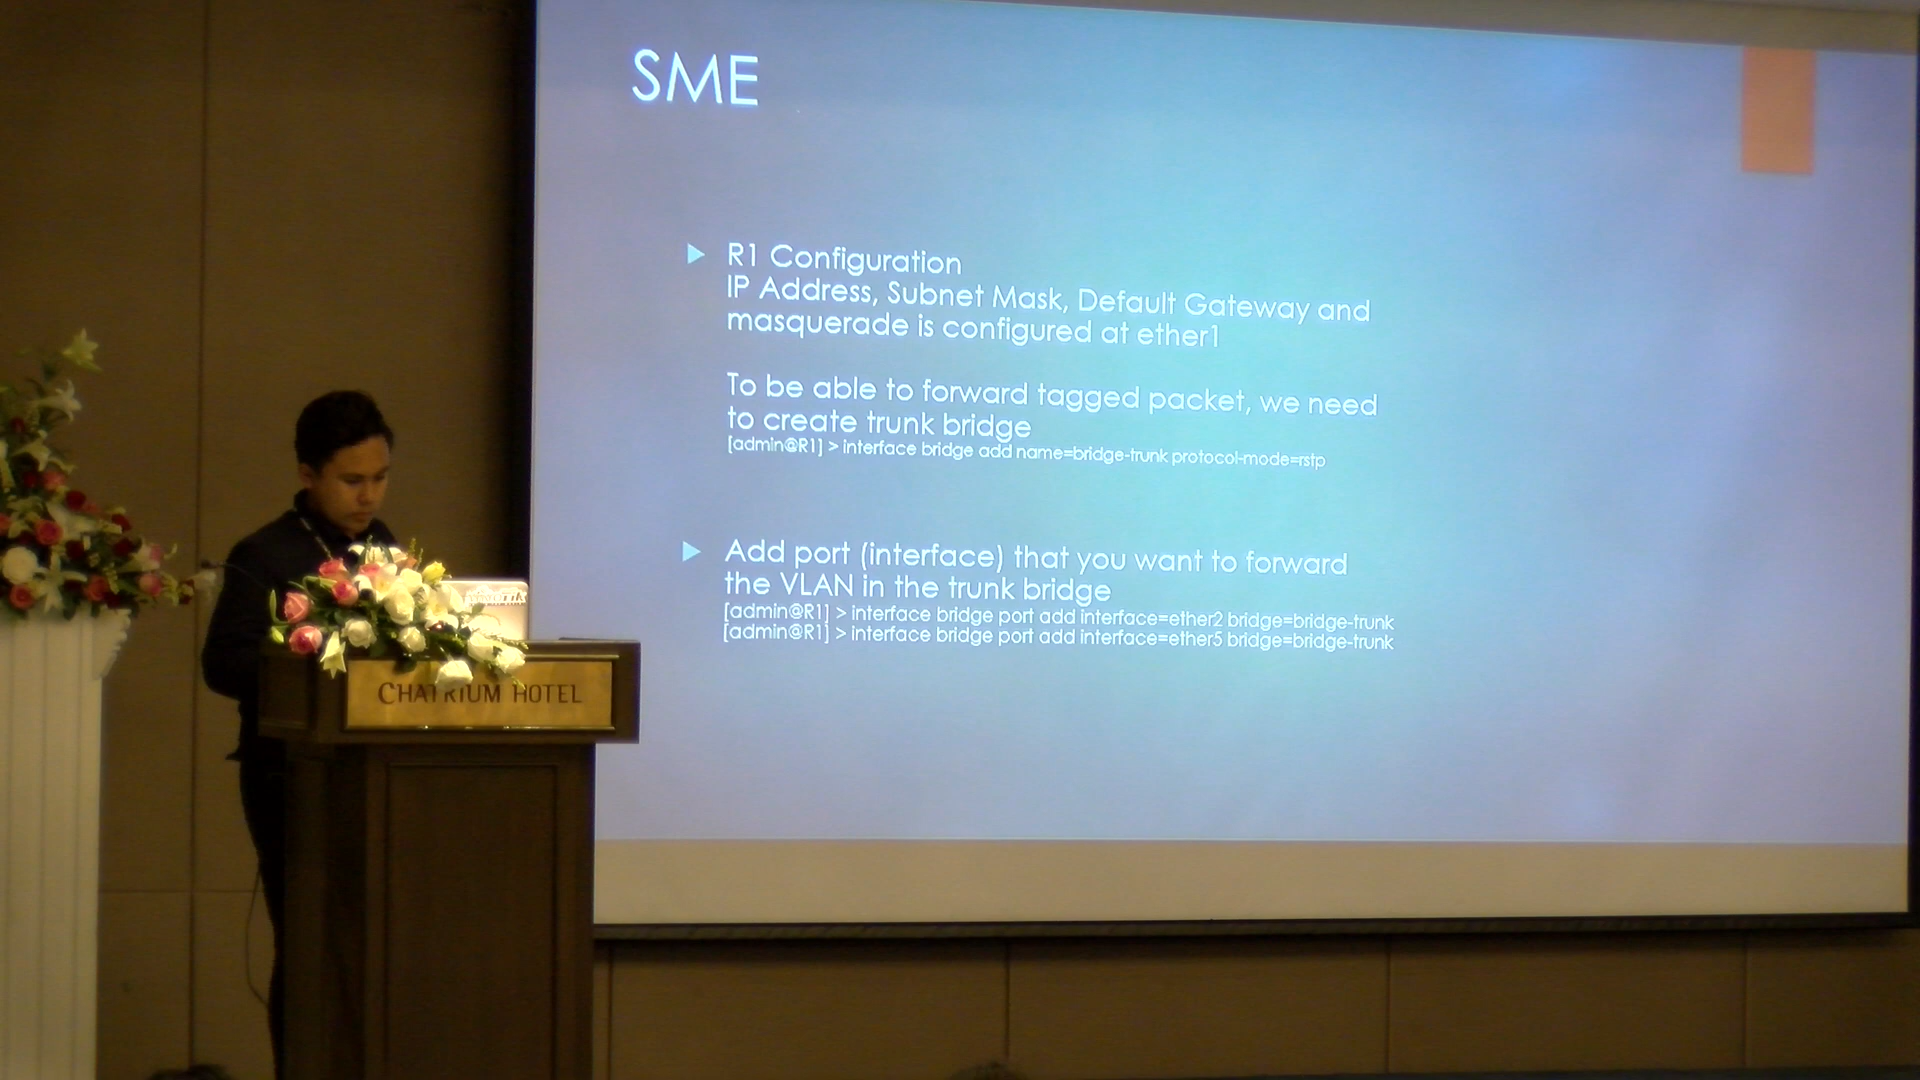 SME
R1 Configuration
IP Address, Subnet Mask, Default Gateway and
masquerade is configured at ether1
To be able to forward tagged packet, we need
to create trunk bridge
[admin@R1] > interface bridge add name=bridge-trunk protocol-mode=rstp
Add port (interface) that you want to forward
the VLAN in the trunk bridge
[admin@R1] > interface bridge port add interface=ether2 bridge=bridge-trunk
[admin@R1] > interface bridge port add interface=ether5 bridge=bridge-trunk
CHATRIUM HOTEL